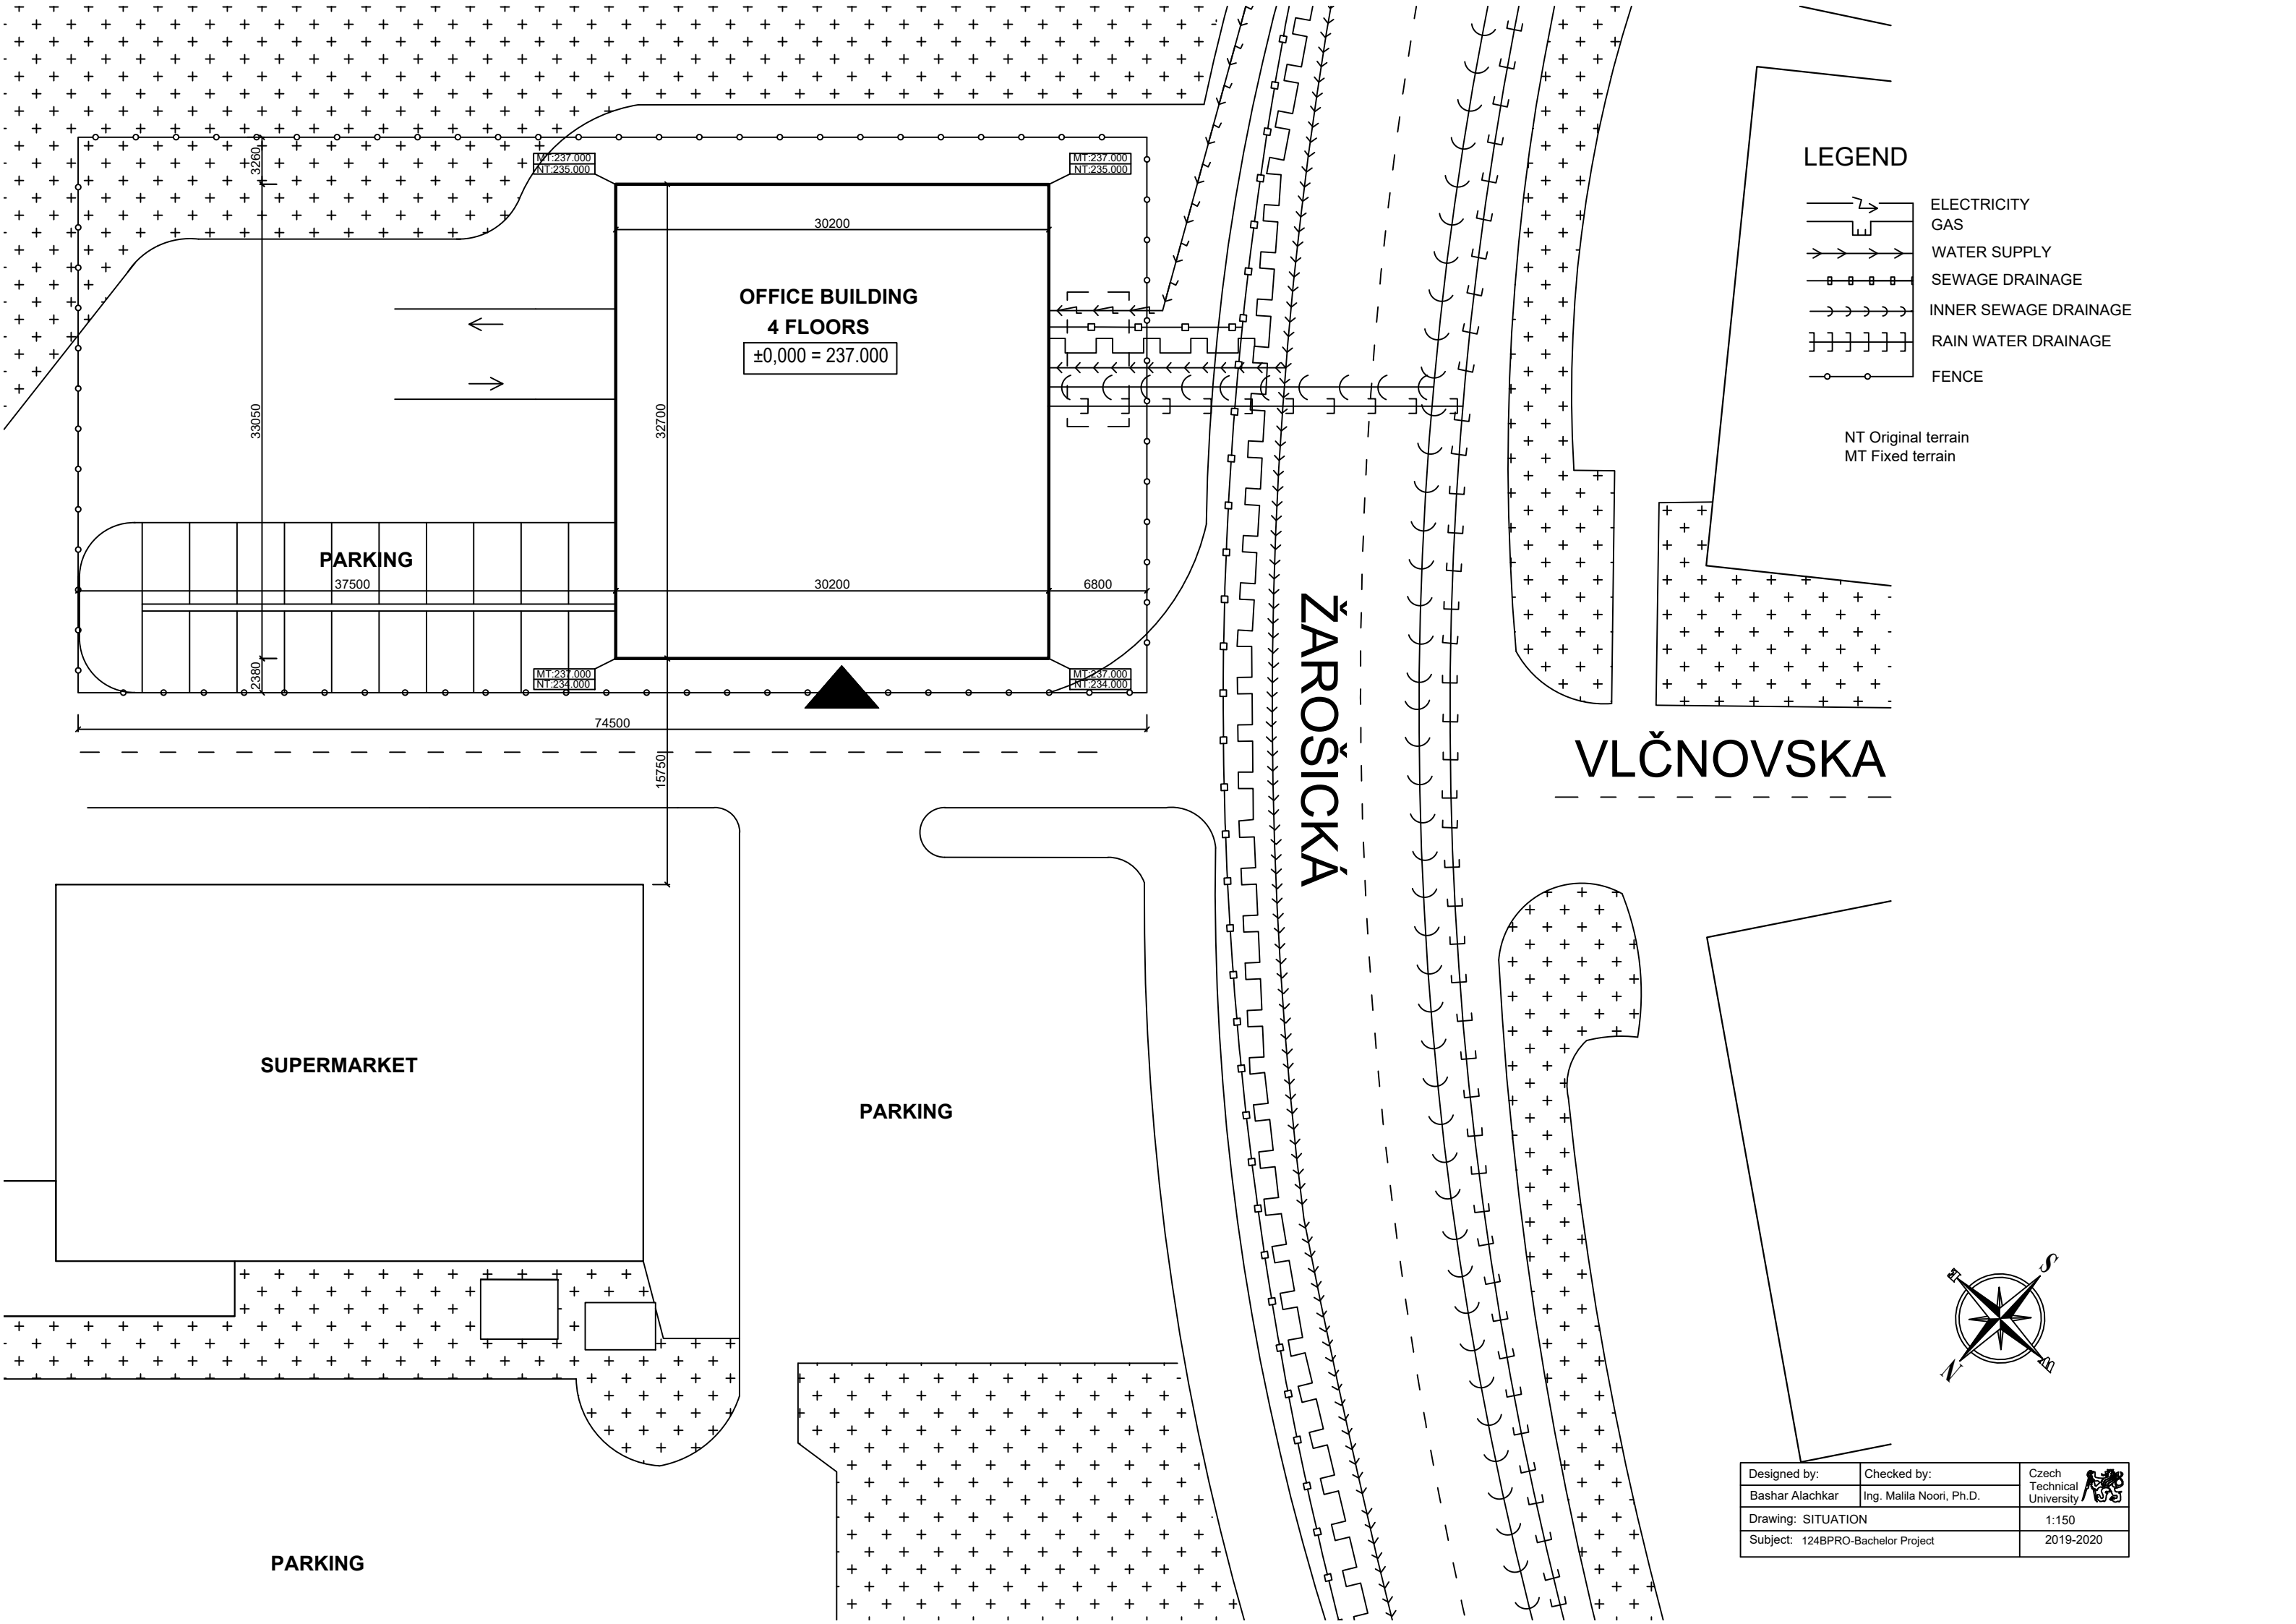 3260
MT:237.000
NT:235.000
MT:237.000
NT:235.000
30200
OFFICE BUILDING
4 FLOORS
±0,000 = 237.000
33050
32700
PARKING
37500
30200
6800
2380
MT:237.000
NT:234.000
MT:237.000
NT:234.000
74500
15750
ŽAROŠICKÁ
VLČNOVSKA
SUPERMARKET
PARKING
PARKING
LEGEND
ELECTRICITY
GAS
WATER SUPPLY
SEWAGE DRAINAGE
INNER SEWAGE DRAINAGE
RAIN WATER DRAINAGE
FENCE
NT Original terrain
MT Fixed terrain
S
E
N
W
Designed by:
Checked by:
Czech
Technical
University
Bashar Alachkar
Ing. Malila Noori, Ph.D.
Drawing: SITUATION
1:150
Subject: 124BPRO-Bachelor Project
2019-2020